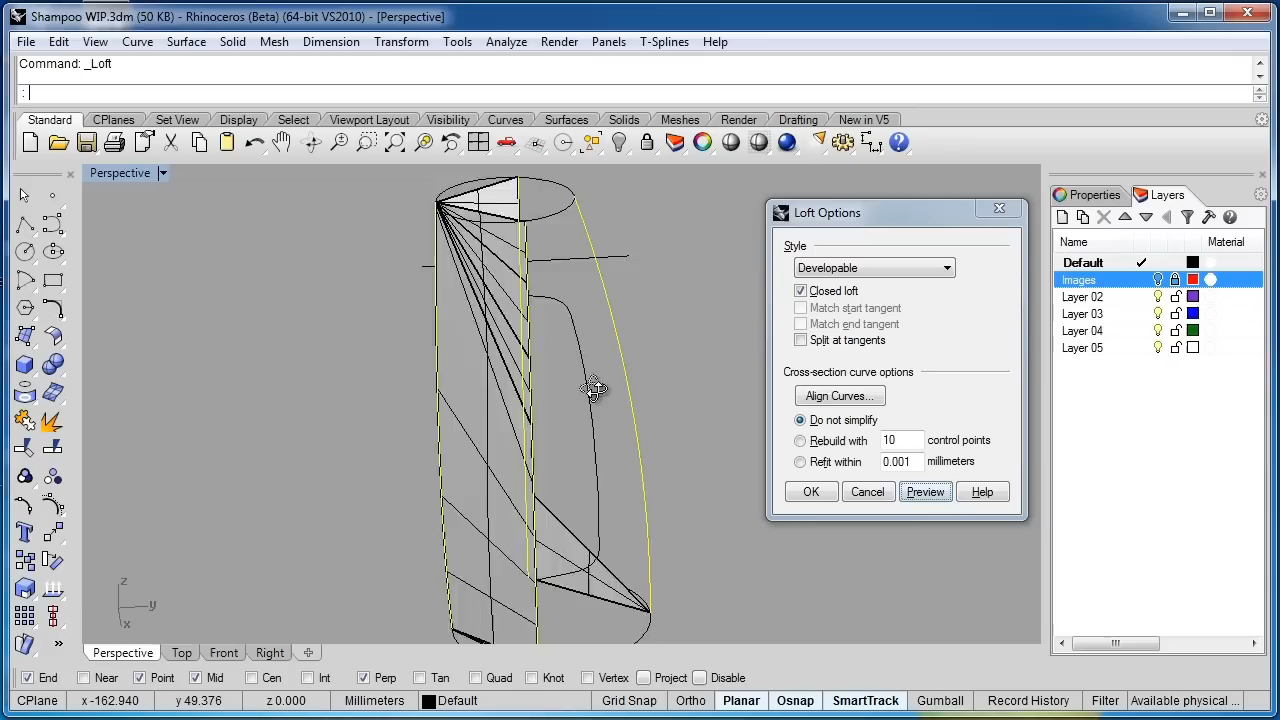 Shampoo WIP.3dm (50 KB) - Rhinoceros (Beta) (64-bit VS2010) - [Perspective]
File Edit View Curve Surface Solid Mesh Dimension Transform Tools Analyze Render Panels T-Splines Help
Command: _Loft
:
Standard CPlanes Set View Display Select Viewport Layout Visibility Curves Surfaces Solids Meshes Render Drafting New in V5
Perspective
Properties Layers
Name Material
Default
Images
Layer 02
Layer 03
Layer 04
Layer 05
Loft Options
Style
Developable
Closed loft
Match start tangent
Match end tangent
Split at tangents
Cross-section curve options
Align Curves...
Do not simplify
Rebuild with 10 control points
Refit within 0.001 millimeters
OK Cancel Preview Help
z
y
x
Perspective Top Front Right
End Near Point Mid Cen Int Perp Tan Quad Knot Vertex Project Disable
CPlane x -162.940 y 49.376 z 0.000 Millimeters Default Grid Snap Ortho Planar Osnap SmartTrack Gumball Record History Filter Available physical ...